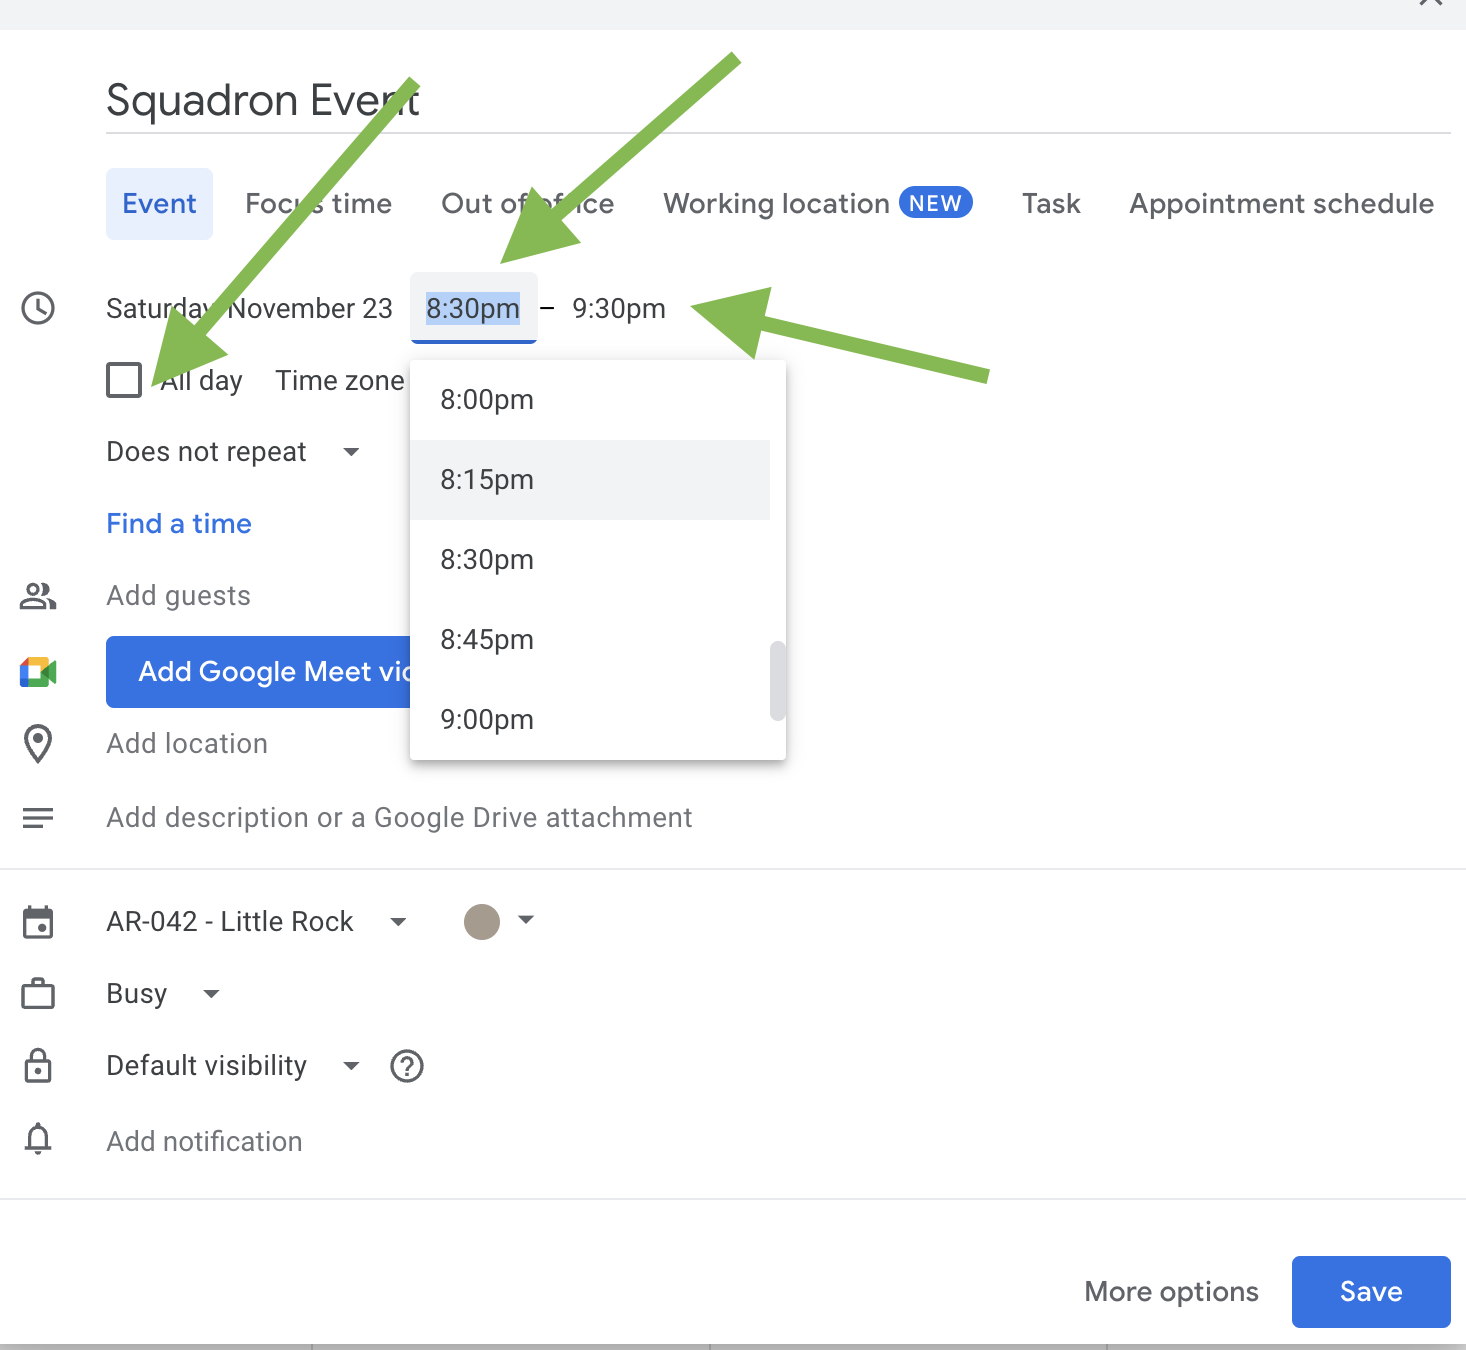 Squadron Event
Event Focus time Out of office Working location NEW Task Appointment schedule
Saturday, November 23 8:30pm – 9:30pm
All day Time zone
8:00pm
8:15pm
Does not repeat
Find a time
8:30pm
Add guests
8:45pm
Add Google Meet vid
9:00pm
Add location
Add description or a Google Drive attachment
AR-042 - Little Rock
Busy
Default visibility
Add notification
More options Save